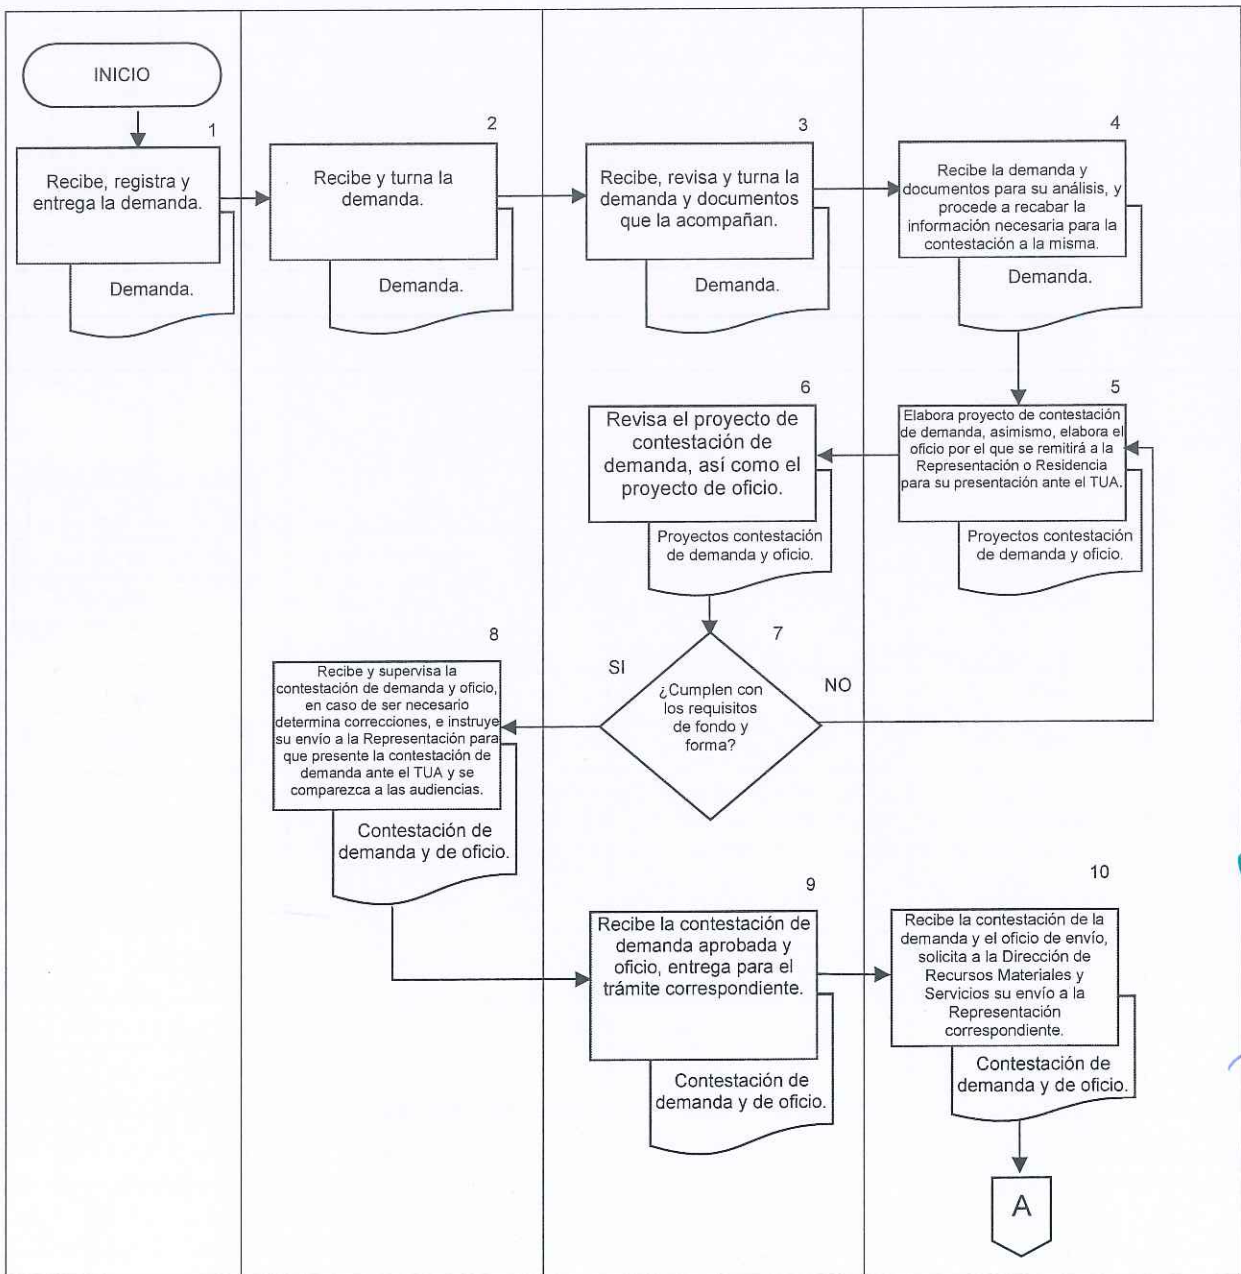 INICIO
1
Recibe, registra y
entrega la demanda.
Demanda.
2
Recibe y turna la
demanda.
Demanda.
3
Recibe, revisa y turna la
demanda y documentos
que la acompañan.
Demanda.
4
Recibe la demanda y
documentos para su análisis, y
procede a recabar la
información necesaria para la
contestación a la misma.
Demanda.
5
Elabora proyecto de contestación
de demanda, asimismo, elabora el
oficio por el que se remitirá a la
Representación o Residencia
para su presentación ante el TUA.
Proyectos contestación
de demanda y oficio.
6
Revisa el proyecto de
contestación de
demanda, así como el
proyecto de oficio.
Proyectos contestación
de demanda y oficio.
7
¿Cumplen con
los requisitos
de fondo y
forma?
SI
NO
8
Recibe y supervisa la
contestación de demanda y oficio,
en caso de ser necesario
determina correcciones, e instruye
su envío a la Representación para
que presente la contestación de
demanda ante el TUA y se
comparezca a las audiencias.
Contestación de
demanda y de oficio.
9
Recibe la contestación de
demanda aprobada y
oficio, entrega para el
trámite correspondiente.
Contestación de
demanda y de oficio.
10
Recibe la contestación de la
demanda y el oficio de envío,
solicita a la Dirección de
Recursos Materiales y
Servicios su envío a la
Representación
correspondiente.
Contestación de
demanda y de oficio.
A